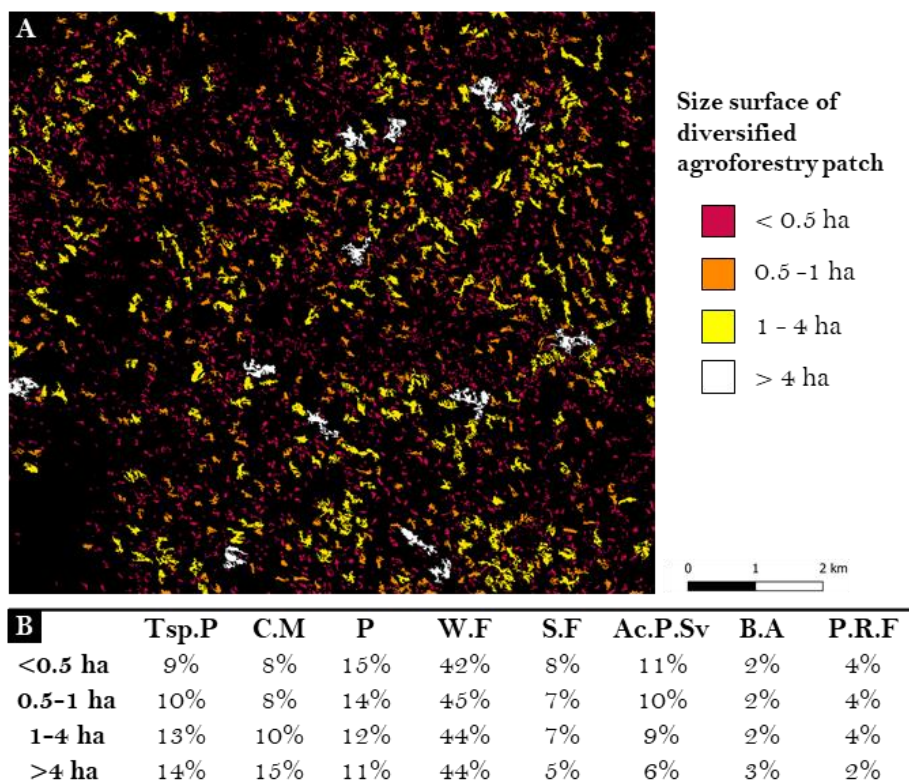 A
Size surface of
diversified
agroforestry patch
< 0.5 ha
0.5 -1 ha
1 - 4 ha
> 4 ha
0 1 2 km
B Tsp.P C.M P W.F S.F Ac.P.Sv B.A P.R.F
<0.5 ha 9% 8% 15% 42% 8% 11% 2% 4%
0.5-1 ha 10% 8% 14% 45% 7% 10% 2% 4%
1-4 ha 13% 10% 12% 44% 7% 9% 2% 4%
>4 ha 14% 15% 11% 44% 5% 6% 3% 2%